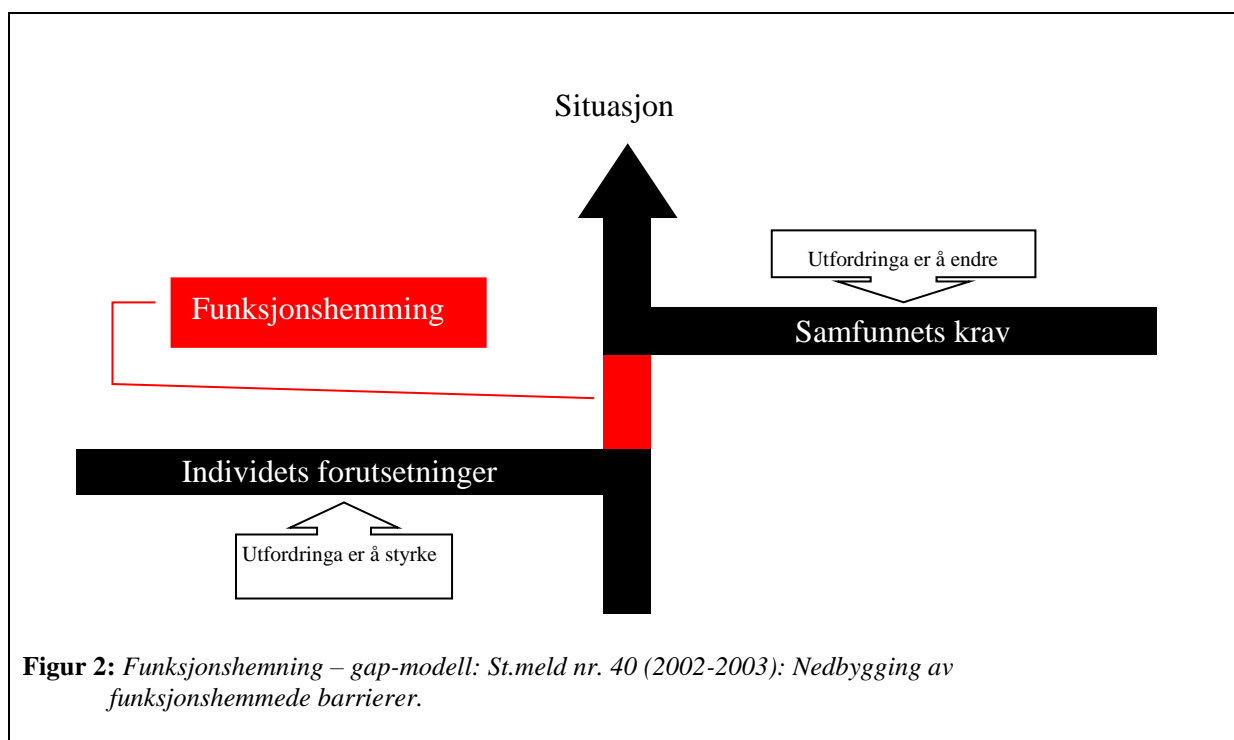 Situasjon
Utfordringa er å endre
Funksjonshemming
Samfunnets krav
Individets forutsetninger
Utfordringa er å styrke
Figur 2: Funksjonshemning – gap-modell: St.meld nr. 40 (2002-2003): Nedbygging av
funksjonshemmede barrierer.